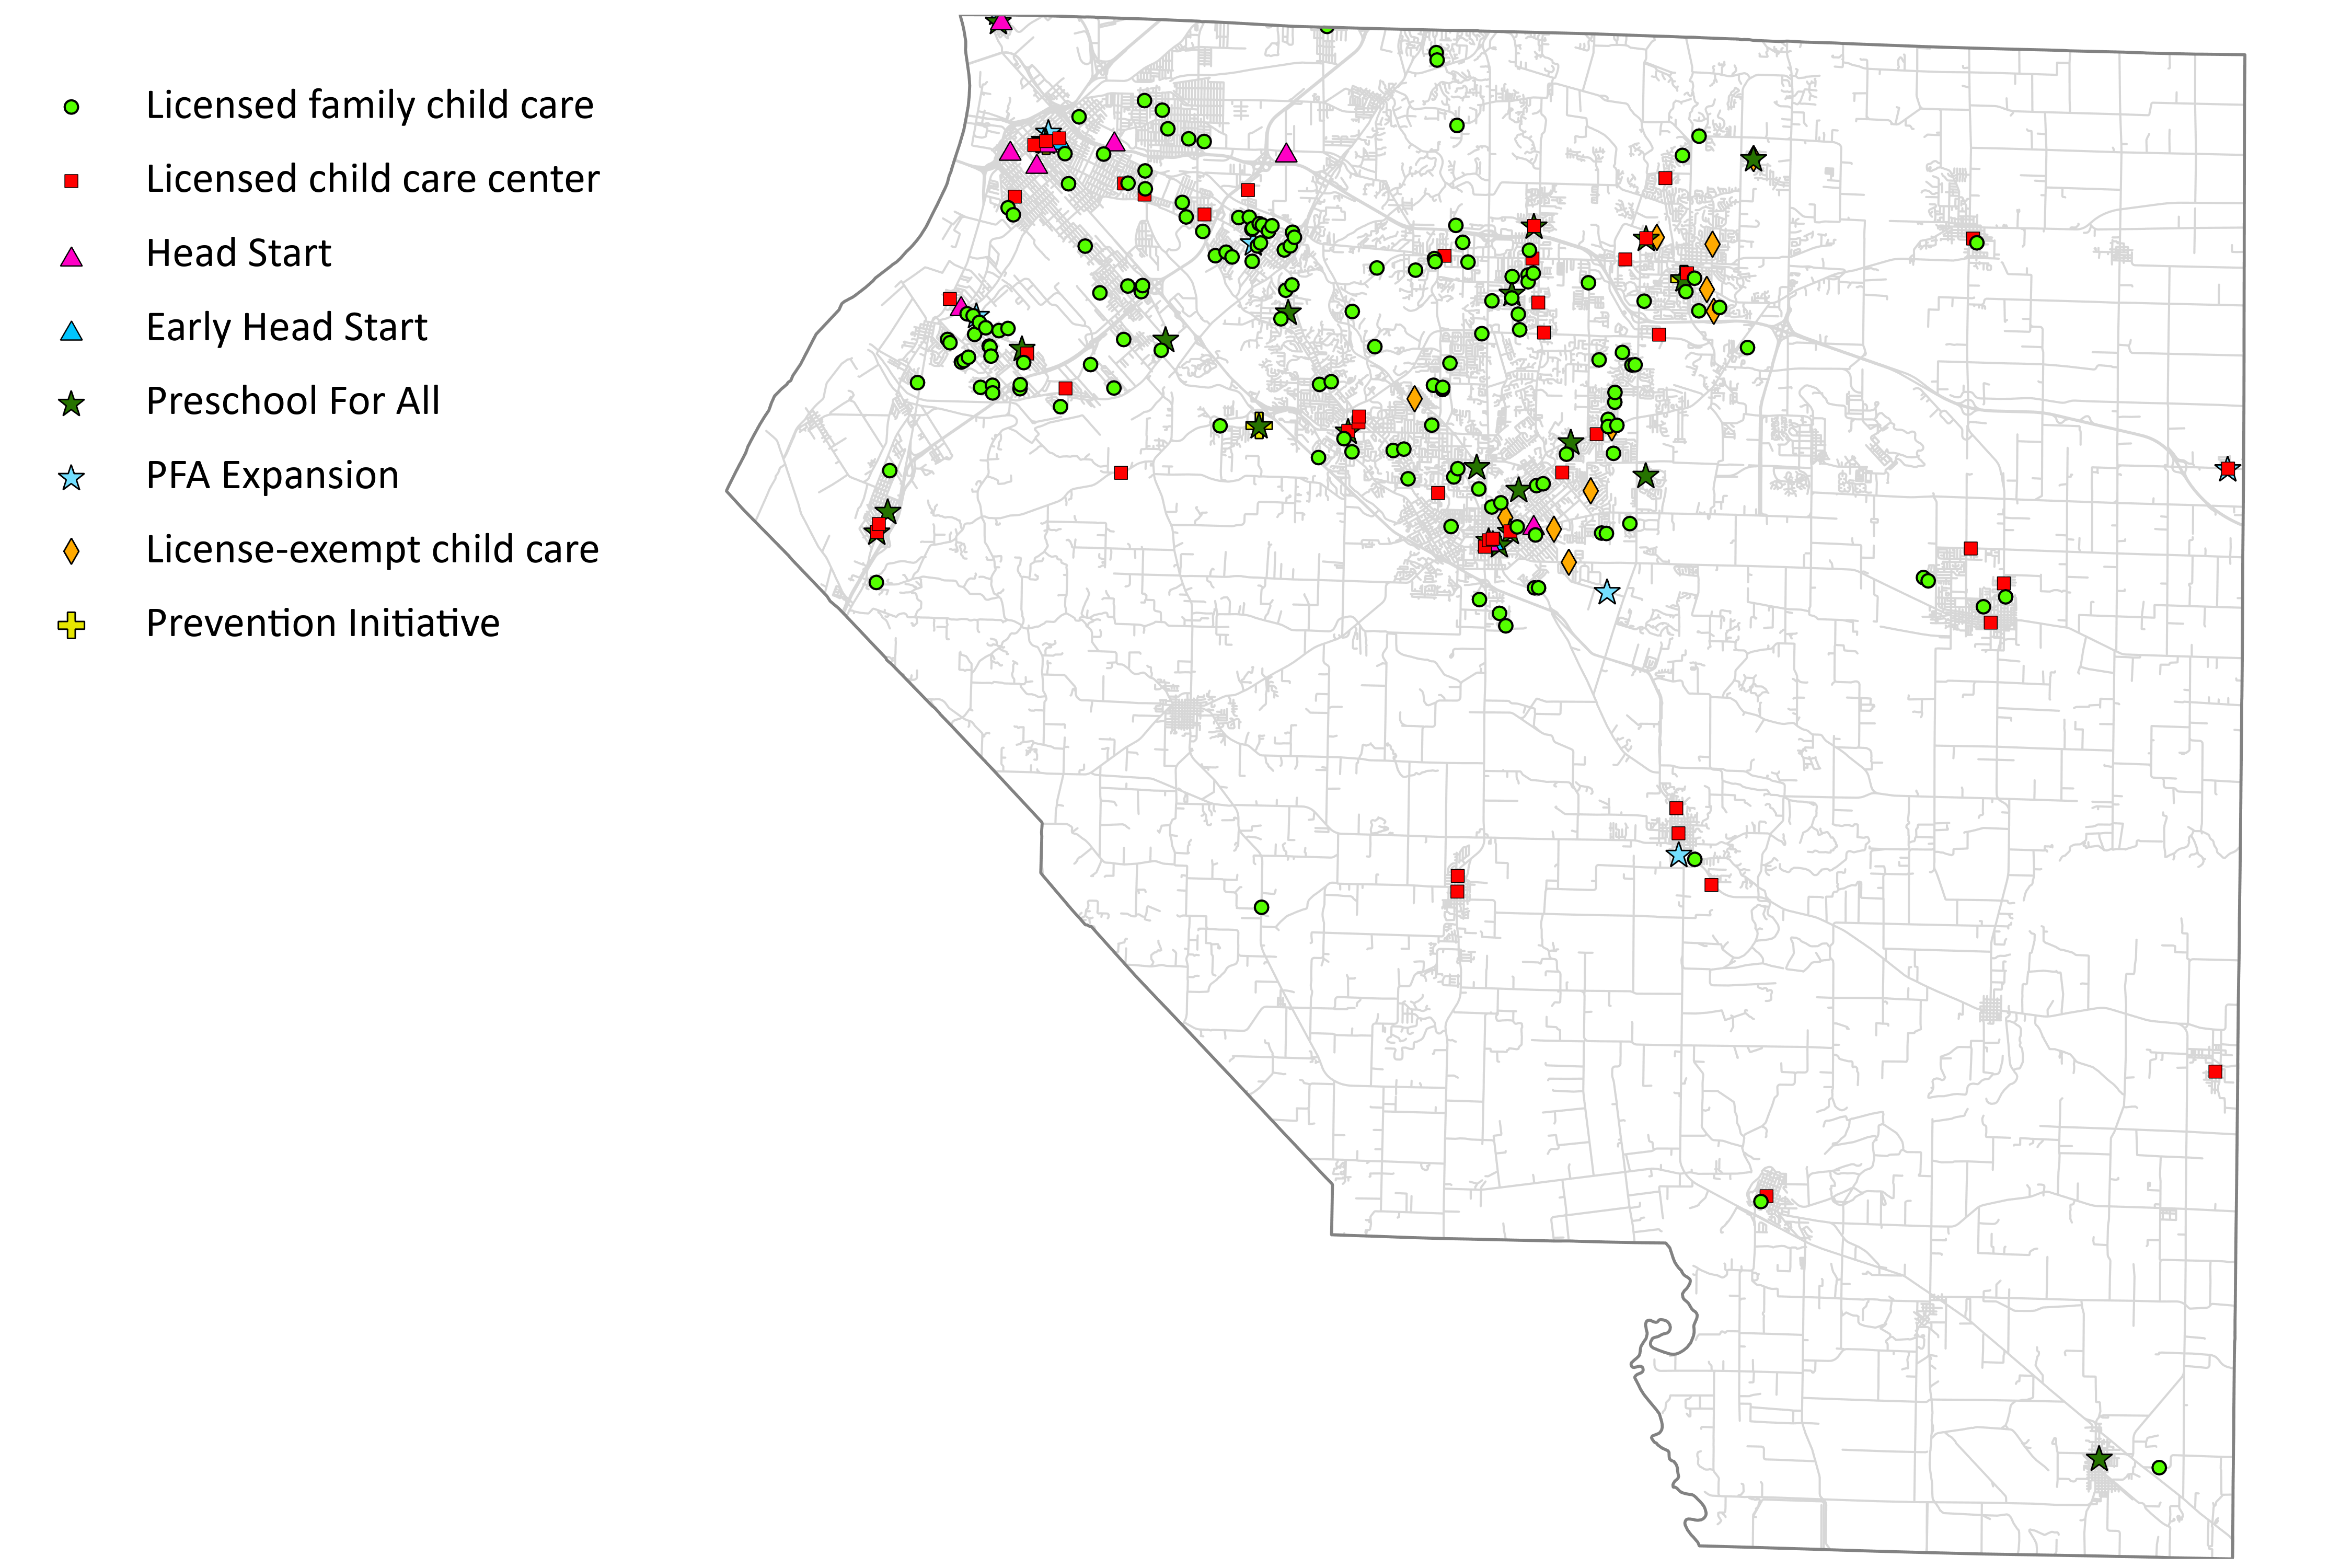 Licensed family child care
Licensed child care center
Head Start
Early Head Start
Preschool For All
PFA Expansion
License-exempt child care
Prevention Initiative